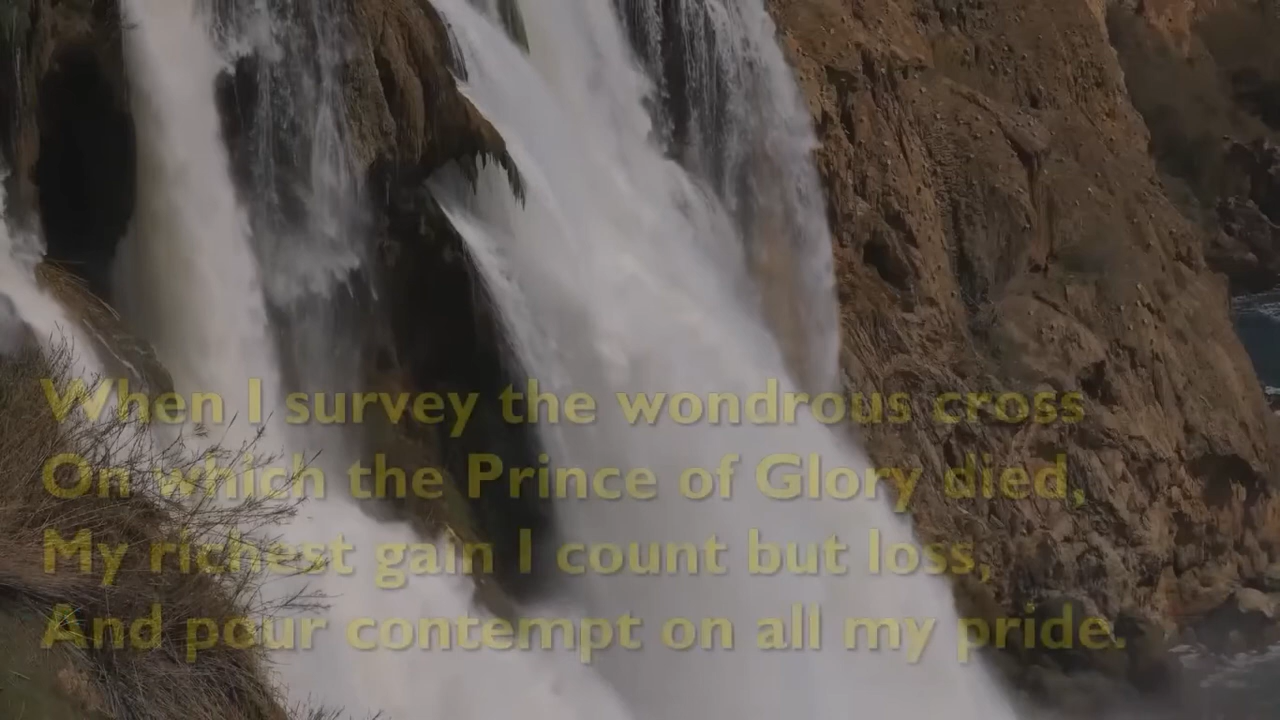 When I survey the wondrous cross
On which the Prince of Glory died,
My richest gain I count but loss,
And pour contempt on all my pride.